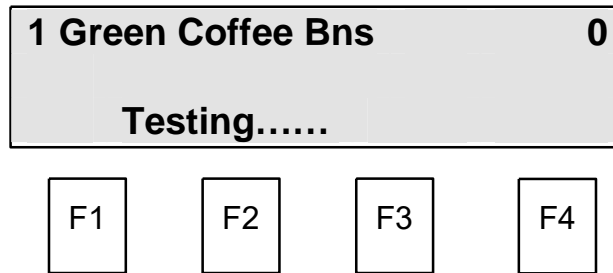 1 Green Coffee Bns 0
Testing......
F1 F2 F3 F4